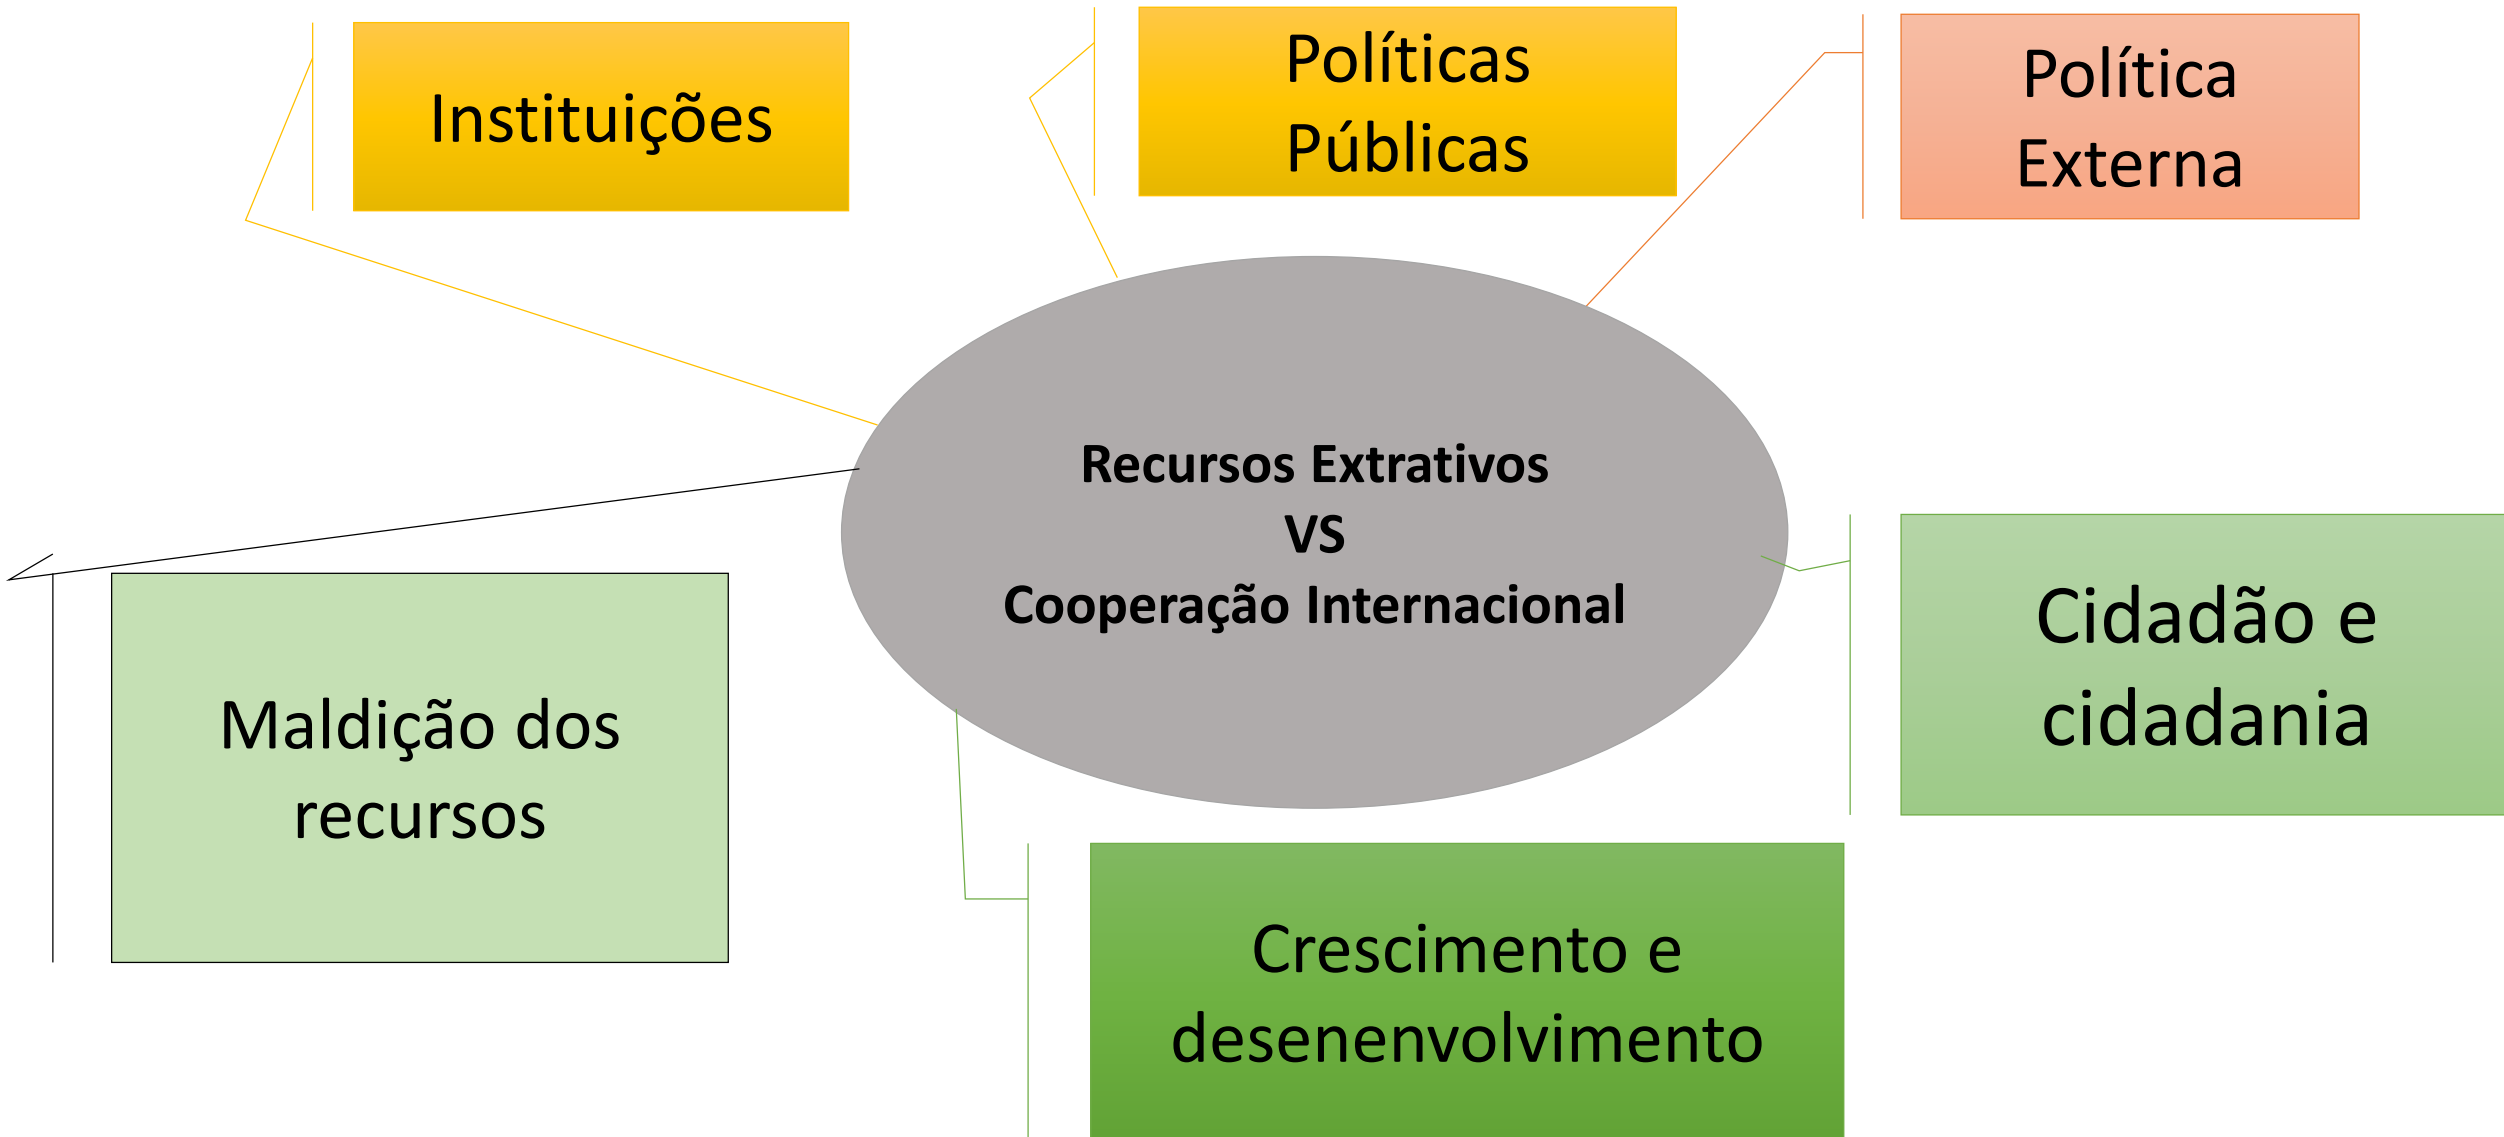 Instituições
Políticas
Públicas
Política
Externa
Recursos Extrativos
VS
Cooperação Internacional
Maldição dos
recursos
Cidadão e
cidadania
Crescimento e
desenenvolvimento